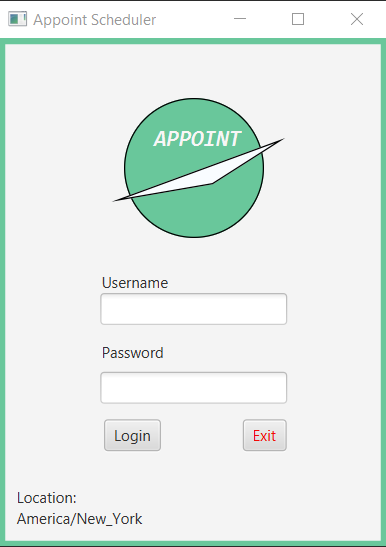 Appoint Scheduler
APPOINT
Username
Password
Login
Exit
Location:
America/New_York